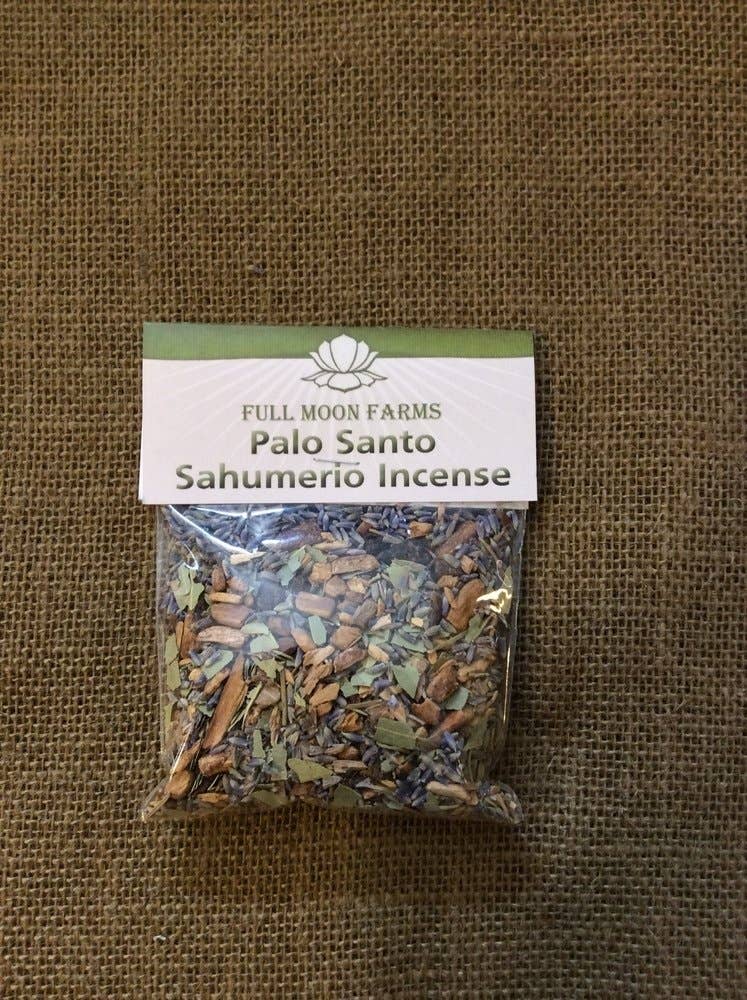 FULL MOON FARMS
Palo Santo
Sahumerio Incense